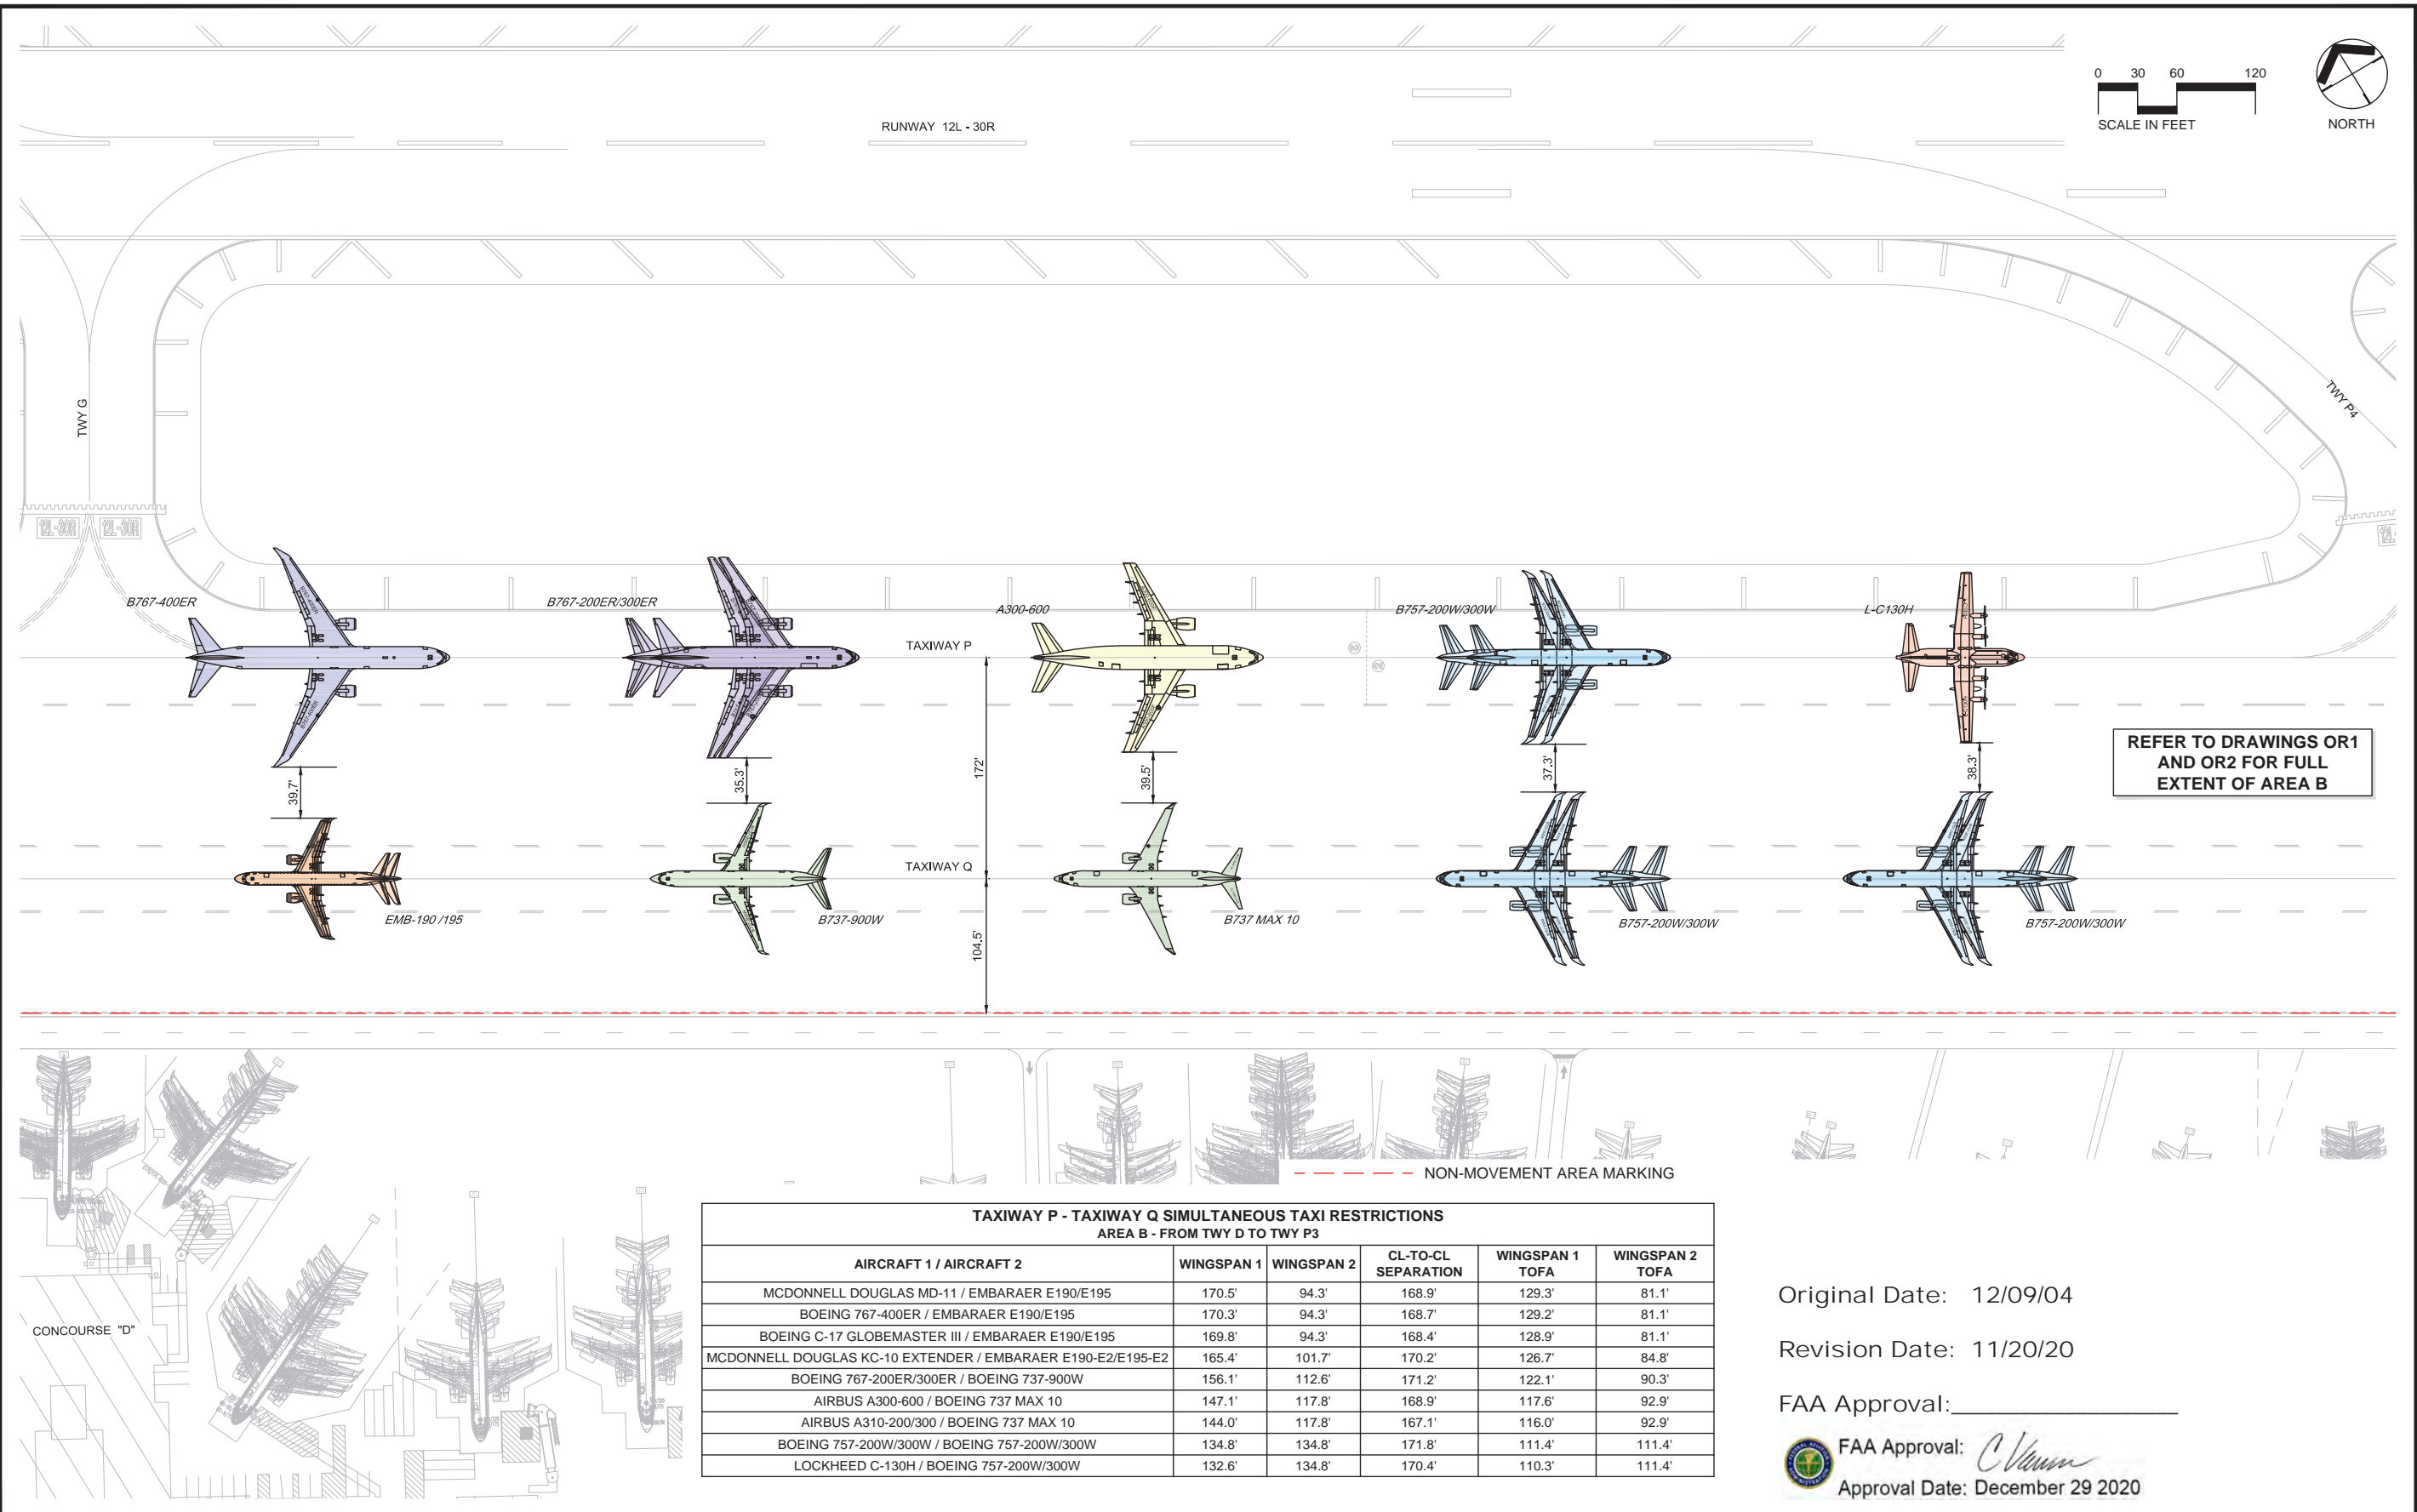 RUNWAY 12L - 30R
0 30 60 120
SCALE IN FEET
NORTH
TWY G
TWY P4
12L-30R 12L-30R
12L-
B767-400ER
B767-200ER/300ER
A300-600
B757-200W/300W
L-C130H
TAXIWAY P
172'
39.7'
35.3'
39.5'
37.3'
38.3'
REFER TO DRAWINGS OR1
AND OR2 FOR FULL
EXTENT OF AREA B
TAXIWAY Q
104.5'
EMB-190 /195
B737-900W
B737 MAX 10
B757-200W/300W
B757-200W/300W
NON-MOVEMENT AREA MARKING
CONCOURSE "D"
TAXIWAY P - TAXIWAY Q SIMULTANEOUS TAXI RESTRICTIONS
AREA B - FROM TWY D TO TWY P3
AIRCRAFT 1 / AIRCRAFT 2 WINGSPAN 1 WINGSPAN 2 CL-TO-CL SEPARATION WINGSPAN 1 TOFA WINGSPAN 2 TOFA
MCDONNELL DOUGLAS MD-11 / EMBARAER E190/E195 170.5' 94.3' 168.9' 129.3' 81.1'
BOEING 767-400ER / EMBARAER E190/E195 170.3' 94.3' 168.7' 129.2' 81.1'
BOEING C-17 GLOBEMASTER III / EMBARAER E190/E195 169.8' 94.3' 168.4' 128.9' 81.1'
MCDONNELL DOUGLAS KC-10 EXTENDER / EMBARAER E190-E2/E195-E2 165.4' 101.7' 170.2' 126.7' 84.8'
BOEING 767-200ER/300ER / BOEING 737-900W 156.1' 112.6' 171.2' 122.1' 90.3'
AIRBUS A300-600 / BOEING 737 MAX 10 147.1' 117.8' 168.9' 117.6' 92.9'
AIRBUS A310-200/300 / BOEING 737 MAX 10 144.0' 117.8' 167.1' 116.0' 92.9'
BOEING 757-200W/300W / BOEING 757-200W/300W 134.8' 134.8' 171.8' 111.4' 111.4'
LOCKHEED C-130H / BOEING 757-200W/300W 132.6' 134.8' 170.4' 110.3' 111.4'
Original Date: 12/09/04
Revision Date: 11/20/20
FAA Approval:
FAA Approval:
Approval Date: December 29 2020